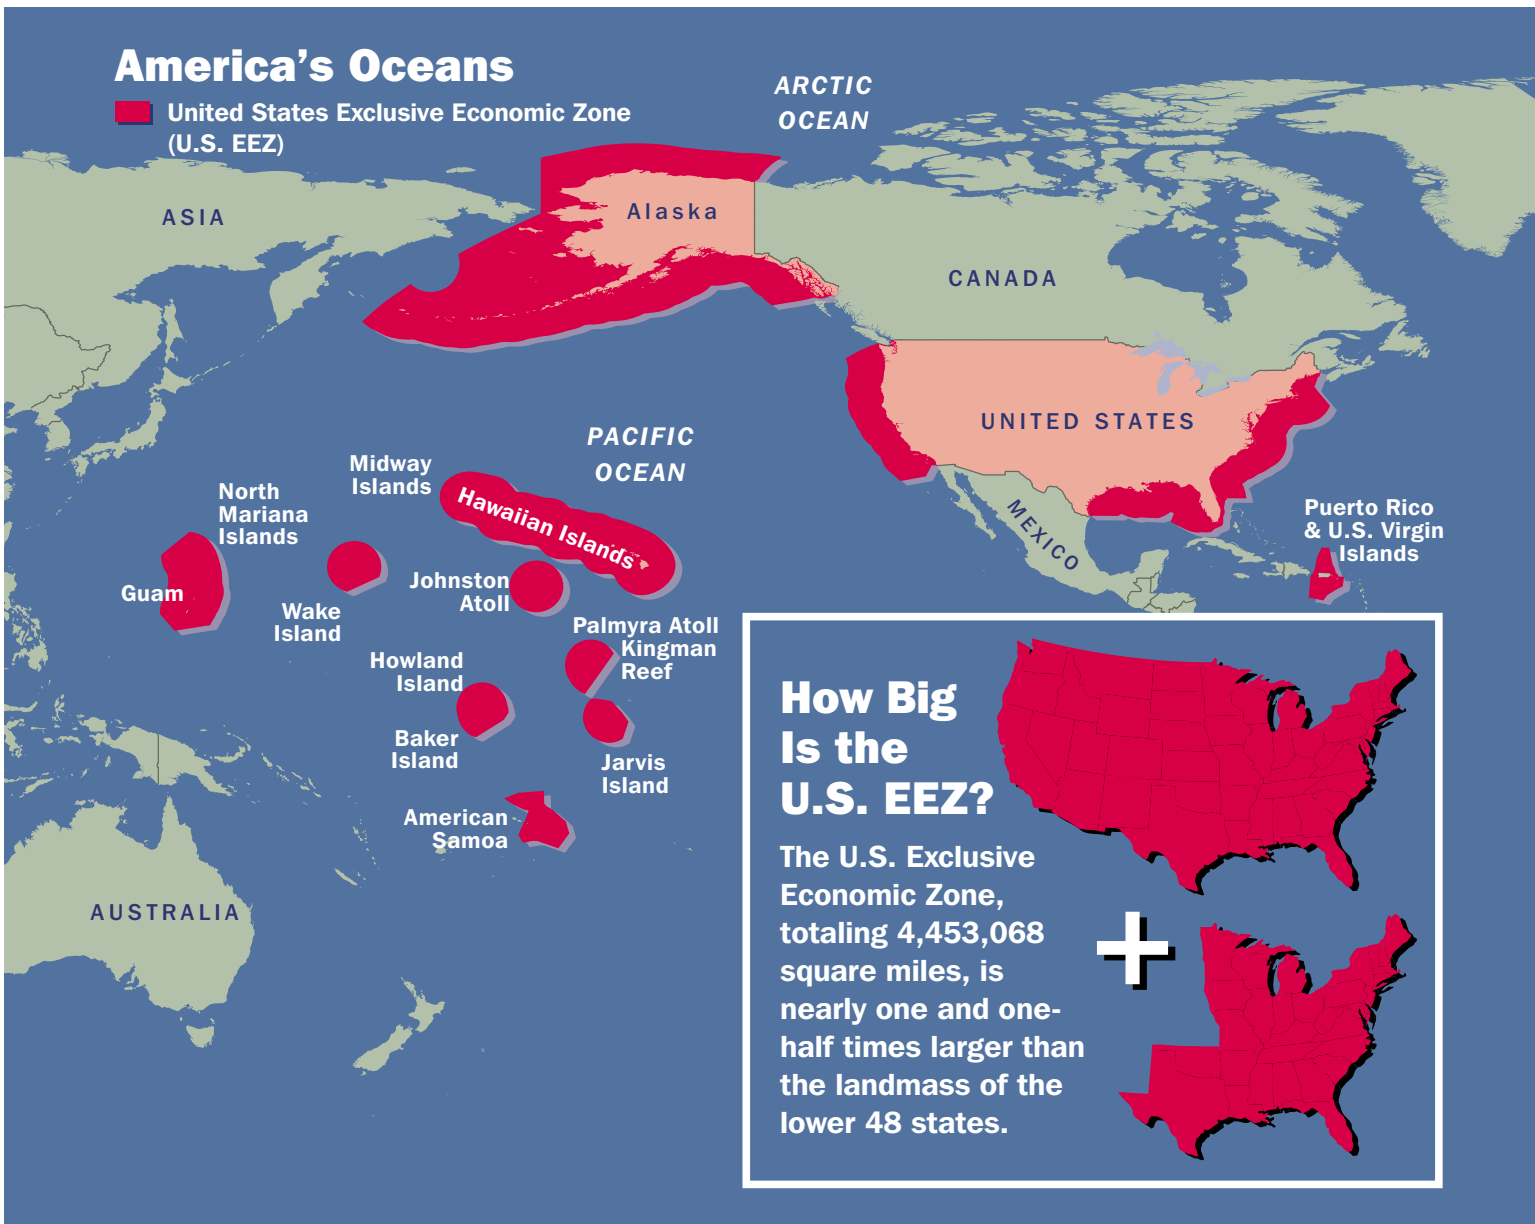 America's Oceans
United States Exclusive Economic Zone
(U.S. EEZ)
ARCTIC
OCEAN
ASIA
Alaska
CANADA
UNITED STATES
MEXICO
PACIFIC
OCEAN
Midway
Islands
Hawaiian Islands
North
Mariana
Islands
Guam
Wake
Island
Johnston
Atoll
Puerto Rico
& U.S. Virgin
Islands
Palmyra Atoll
Kingman
Reef
Howland
Island
Baker
Island
Jarvis
Island
American
Samoa
AUSTRALIA
How Big
Is the
U.S. EEZ?
The U.S. Exclusive
Economic Zone,
totaling 4,453,068
square miles, is
nearly one and one-
half times larger than
the landmass of the
lower 48 states.
+